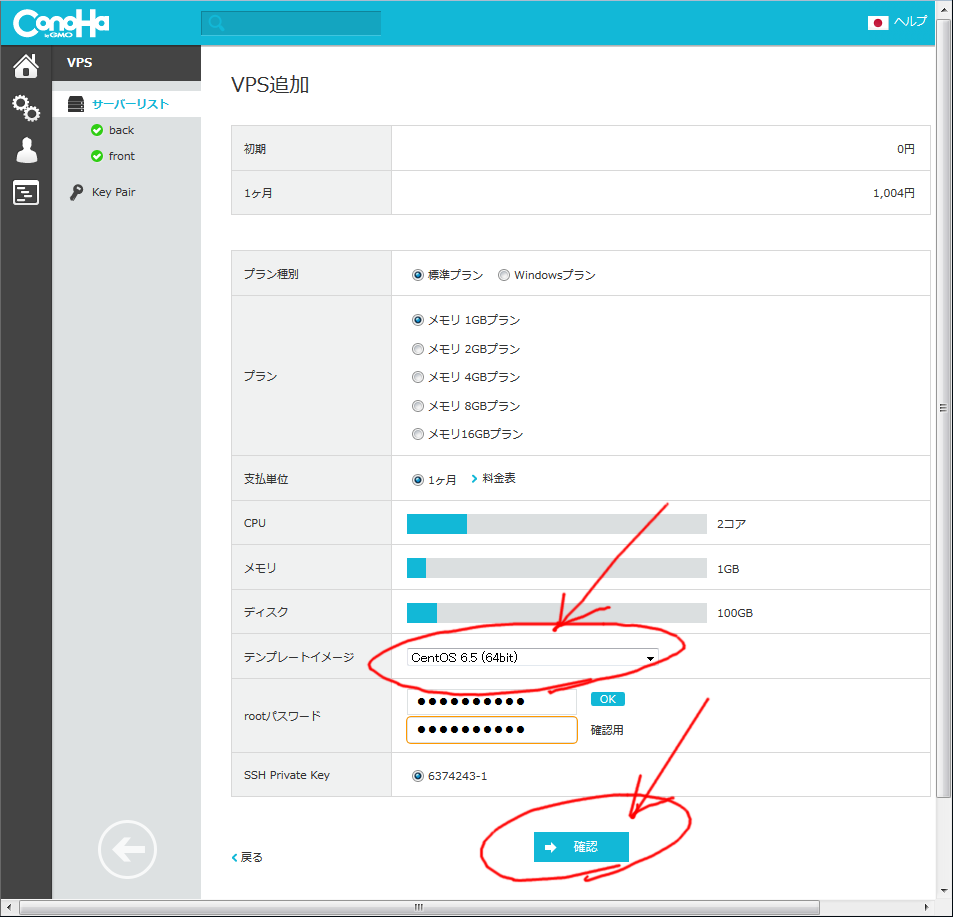 ConoHa
by GMO
ヘルプ
VPS
サーバーリスト
back
front
Key Pair
VPS追加
初期 0円
1ヶ月 1,004円
プラン種別 標準プラン Windowsプラン
プラン
メモリ 1GBプラン
メモリ 2GBプラン
メモリ 4GBプラン
メモリ 8GBプラン
メモリ16GBプラン
支払単位 1ヶ月 料金表
CPU 2コア
メモリ 1GB
ディスク 100GB
テンプレートイメージ CentOS 6.5 (64bit)
rootパスワード ●●●●●●●●●● OK
●●●●●●●●●● 確認用
SSH Private Key 6374243-1
戻る
確認